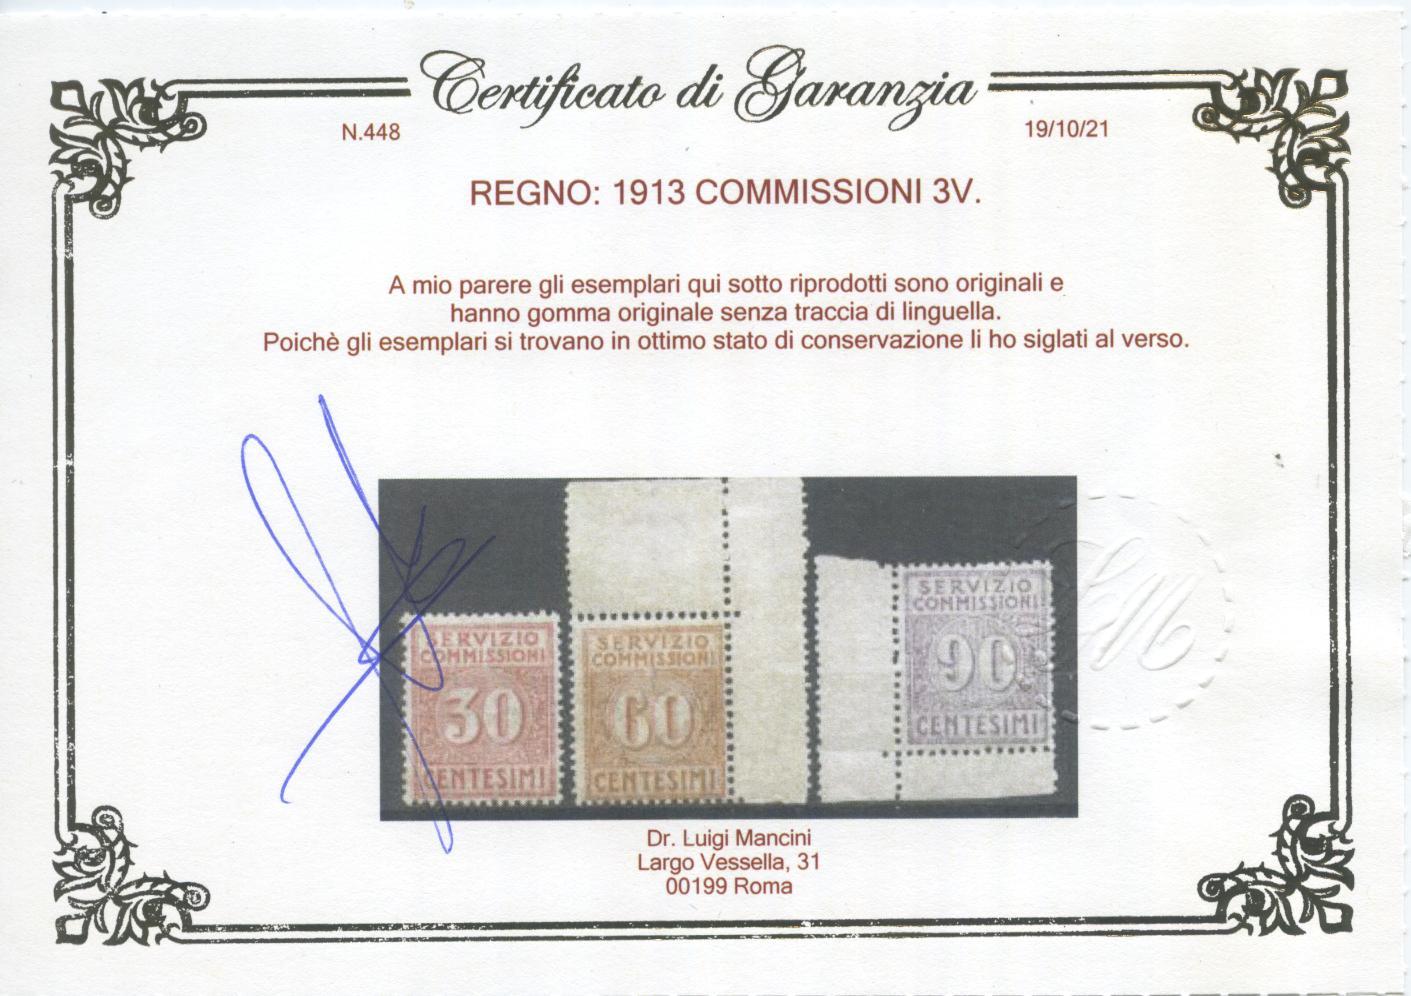 Certificato di Garanzia
N.448
19/10/21
REGNO: 1913 COMMISSIONI 3V.
A mio parere gli esemplari qui sotto riprodotti sono originali e
hanno gomma originale senza traccia di linguella.
Poichè gli esemplari si trovano in ottimo stato di conservazione li ho siglati al verso.
SERVIZIO
COMMISSIONI
30
CENTESIMI
SERVIZIO
COMMISSIONI
60
CENTESIMI
SERVIZIO
COMMISSIONI
90
CENTESIMI
Dr. Luigi Mancini
Largo Vessella, 31
00199 Roma